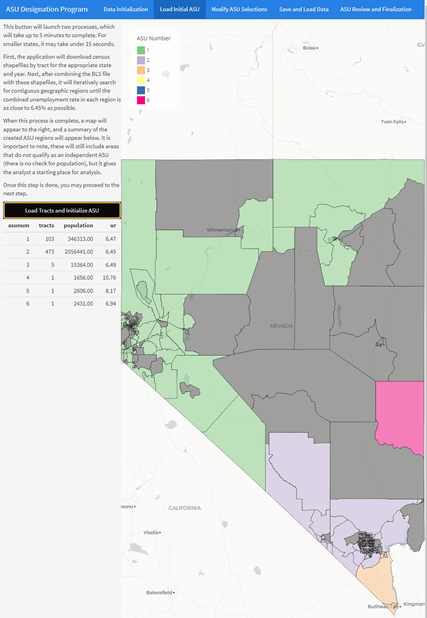 ASU Designation Program
Data Initialization
Load Initial ASU
Modify ASU Selections
Save and Load Data
ASU Review and Finalization
This button will launch two processes, which
will take up to 5 minutes to complete. For
smaller states, it may take under 15 seconds.
First, the application will download census
shapefiles by tract for the appropriate state
and year. Next, after combining the BLS file
with these shapefiles, it will iteratively search
for contiguous geographic regions until the
combined unemployment rate in each region is
as close to 6.45% as possible.
When this process is complete, a map will
appear to the right, and a summary of the
created ASU regions will appear below. It is
important to note, these will still include areas
that do not qualify as an independent ASU
(there is no check for population), but it gives
the analyst a starting place for analysis.
Once this step is done, you may proceed to the
next step.
Load Tracts and Initialize ASU
asunum tracts population ur
1 103 346313.00 6.47
2 473 2056441.00 6.45
3 5 15364.00 6.49
4 1 1656.00 10.76
5 1 2606.00 8.17
6 1 2431.00 6.94
ASU Number
1
2
3
4
5
6
Boise
Twin Falls
Winnemucca
NEVADA
Ely
CALIFORNIA
Visalia
Bakersfield
Bullhead
Kingman